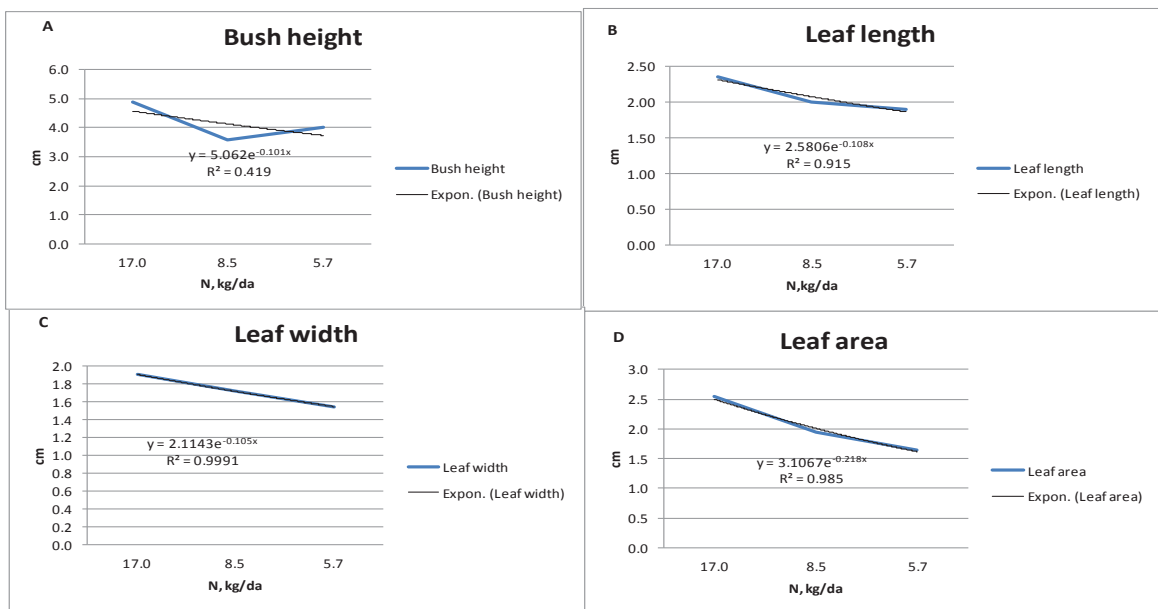 A
Bush height
6.0
5.0
4.0
3.0
2.0
1.0
0.0
cm
y = 5.062e-0.101x
R² = 0.419
Bush height
Expon. (Bush height)
17.0 8.5 5.7
N, kg/da
B
Leaf length
2.50
2.00
1.50
1.00
0.50
0.00
cm
y = 2.5806e-0.108x
R² = 0.915
Leaf length
Expon. (Leaf length)
17.0 8.5 5.7
N,kg/da
C
Leaf width
2.0
1.8
1.6
1.4
1.2
1.0
0.8
0.6
0.4
0.2
0.0
cm
y = 2.1143e-0.105x
R² = 0.9991
Leaf width
Expon. (Leaf width)
17.0 8.5 5.7
N, kg/da
D
Leaf area
3.0
2.5
2.0
1.5
1.0
0.5
0.0
cm
y = 3.1067e-0.218x
R² = 0.985
Leaf area
Expon. (Leaf area)
17.0 8.5 5.7
N, kg/da